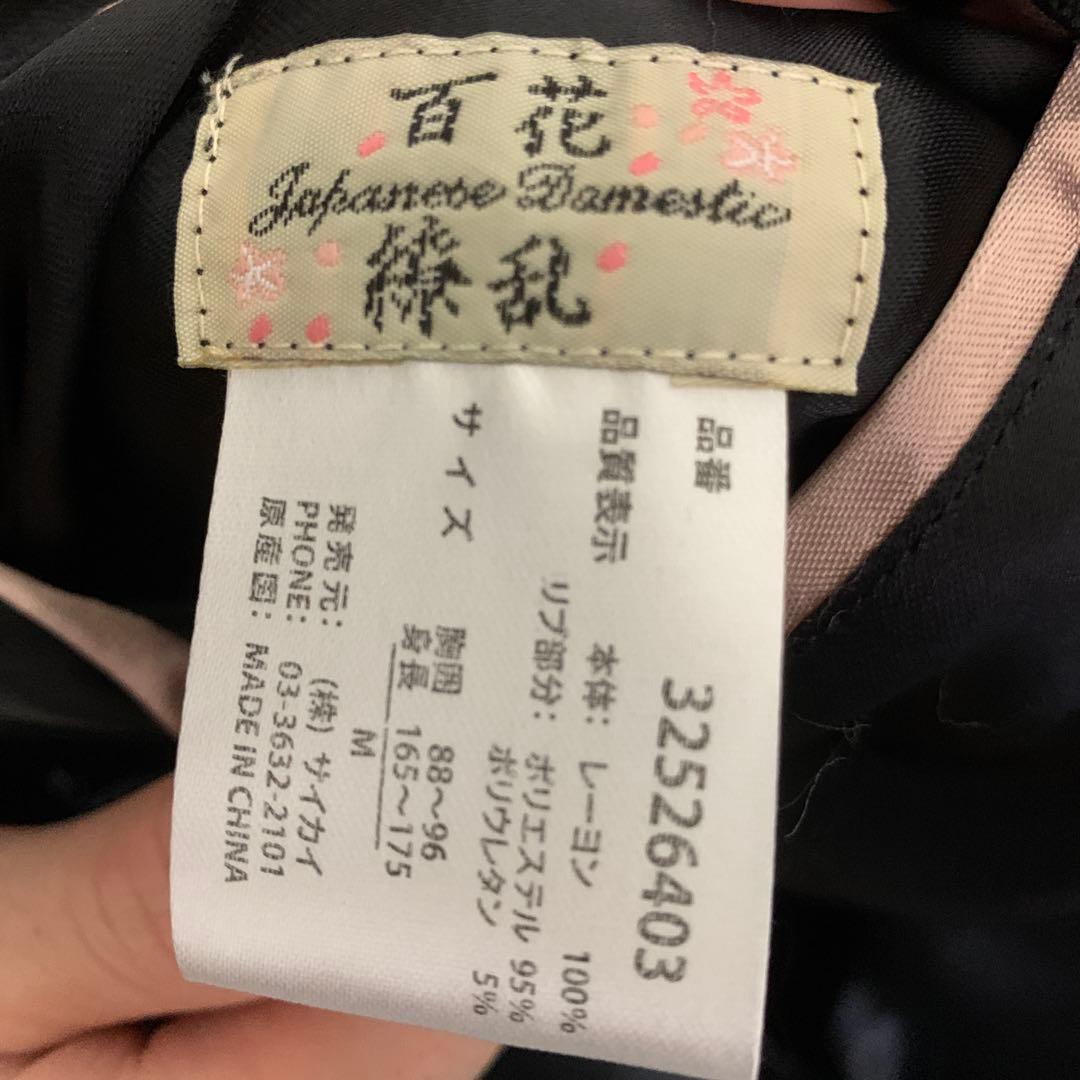 百花
Japanese Domestic
繚乱
品番 32526403
品質表示 本体: レーヨン 100%
リブ部分: ポリエステル 95%
ポリウレタン 5%
サイズ 胸囲 88～96
身長 165～175
M
発売元: (株)サイカイ
PHONE: 03-3632-2101
原産国: MADE IN CHINA